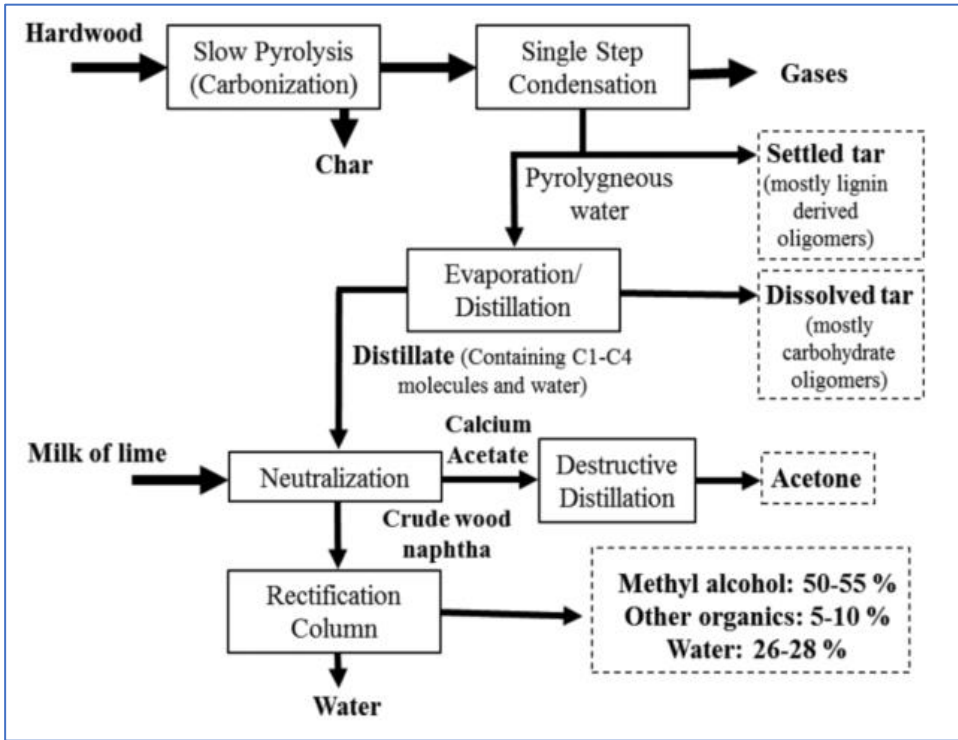 Hardwood
Slow Pyrolysis
(Carbonization)
Single Step
Condensation
Gases
Char
Pyrolygneous
water
Settled tar
(mostly lignin
derived
oligomers)
Evaporation/
Distillation
Dissolved tar
(mostly
carbohydrate
oligomers)
Distillate (Containing C1-C4
molecules and water)
Milk of lime
Neutralization
Calcium
Acetate
Destructive
Distillation
Acetone
Crude wood
naphtha
Rectification
Column
Methyl alcohol: 50-55 %
Other organics: 5-10 %
Water: 26-28 %
Water